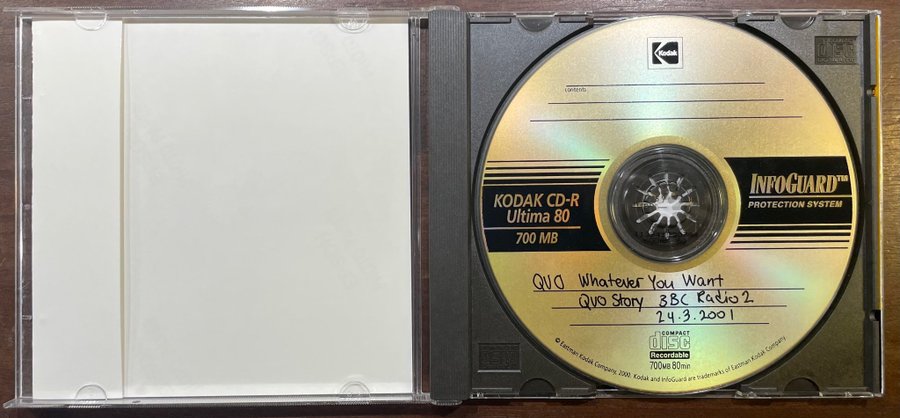 Kodak
contents
KODAK CD-R
Ultima 80
700 MB
INFOGUARD™
PROTECTION SYSTEM
QUO Whatever You Want
QUO Story BBC Radio 2
24.3.2001
COMPACT
disc
Recordable
700MB 80min
© Eastman Kodak Company, 2000. Kodak and InfoGuard are trademarks of Eastman Kodak Company